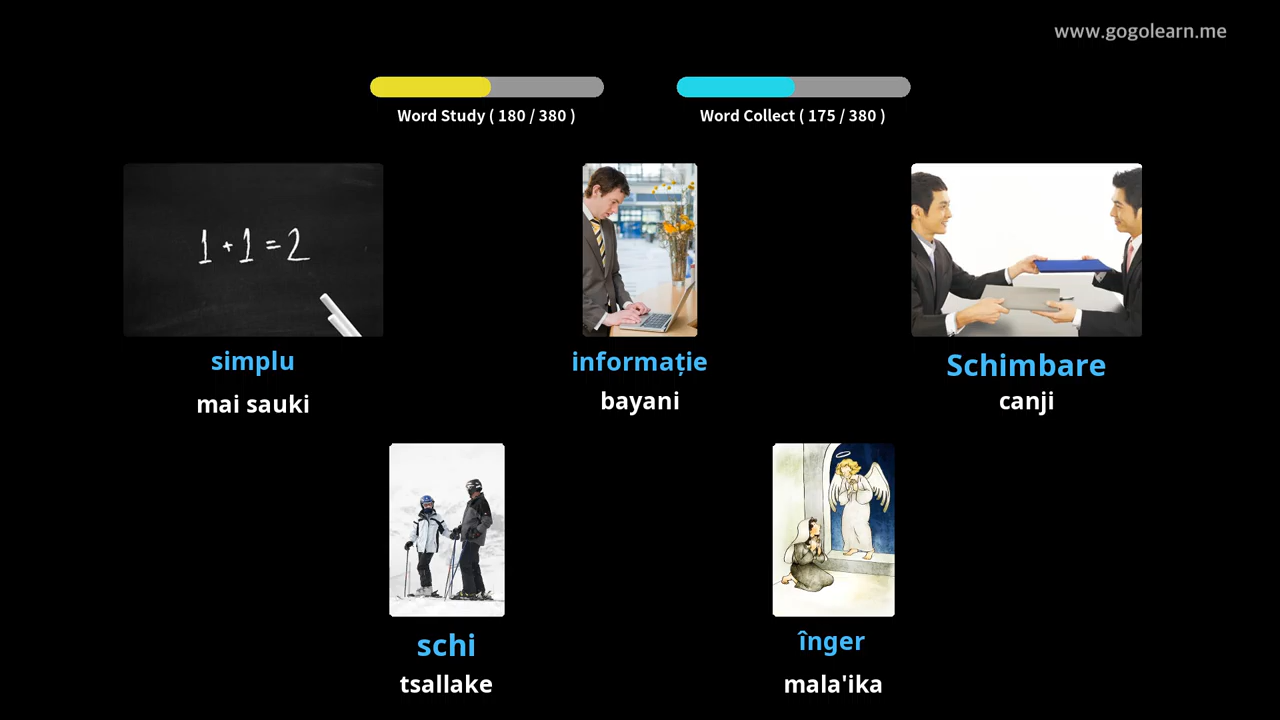 www.gogolearn.me
Word Study ( 180 / 380 )
Word Collect ( 175 / 380 )
1 + 1 = 2
simplu
mai sauki
informație
bayani
Schimbare
canji
schi
tsallake
înger
mala'ika